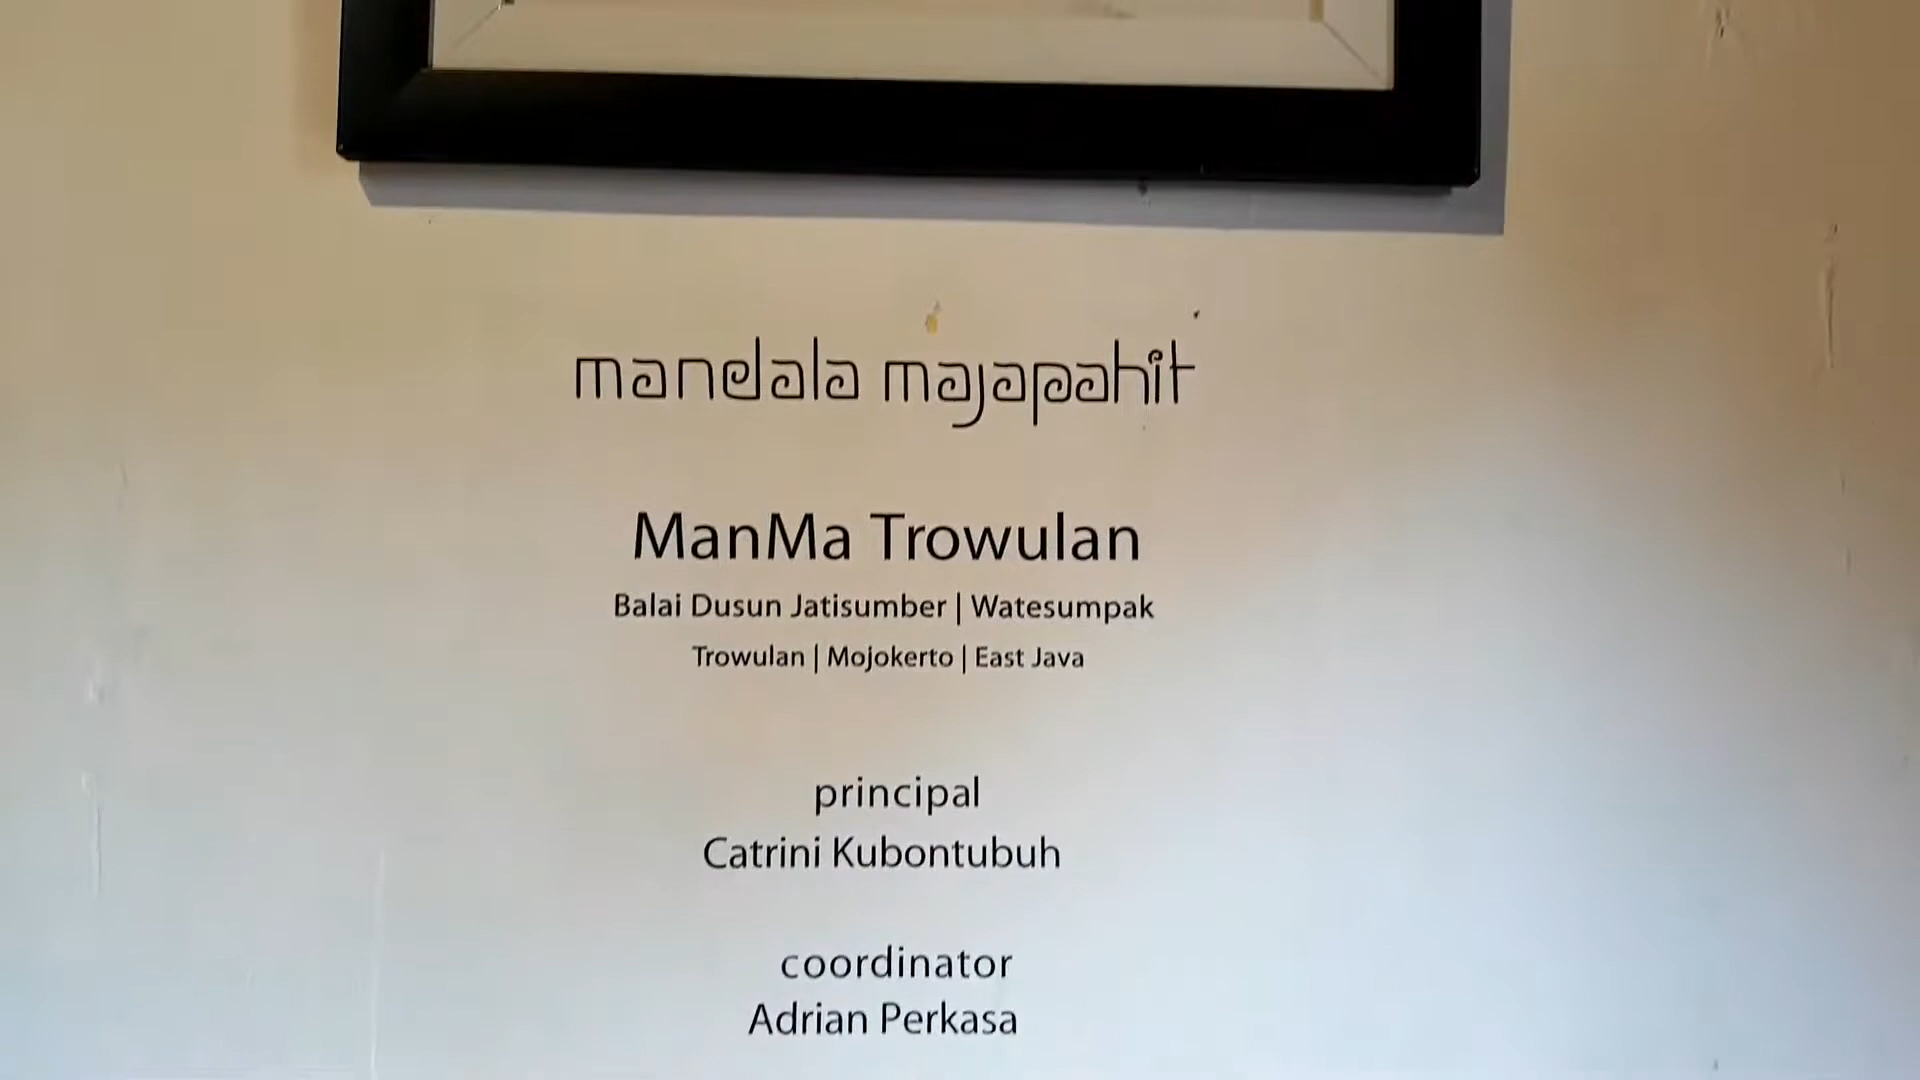 mandala majapahit
ManMa Trowulan
Balai Dusun Jatisumber | Watesumpak
Trowulan | Mojokerto | East Java
principal
Catrini Kubontubuh
coordinator
Adrian Perkasa